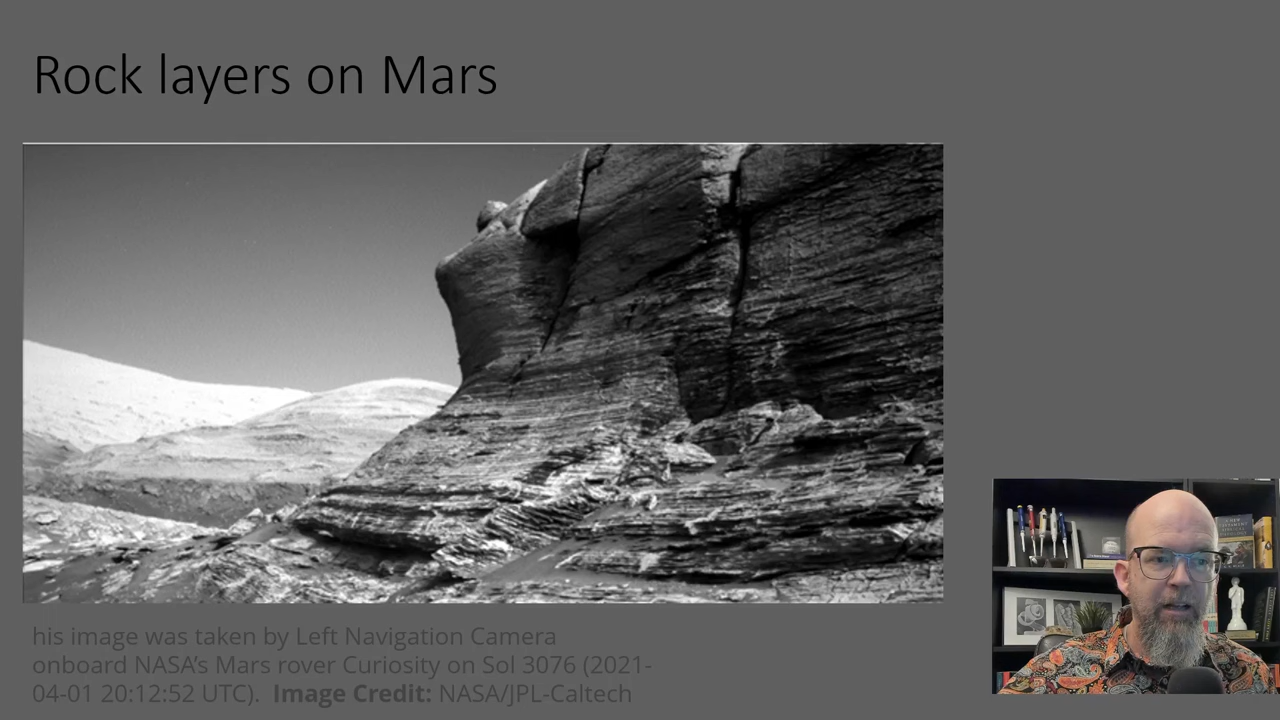 Rock layers on Mars
his image was taken by Left Navigation Camera
onboard NASA's Mars rover Curiosity on Sol 3076 (2021-
04-01 20:12:52 UTC).  Image Credit: NASA/JPL-Caltech